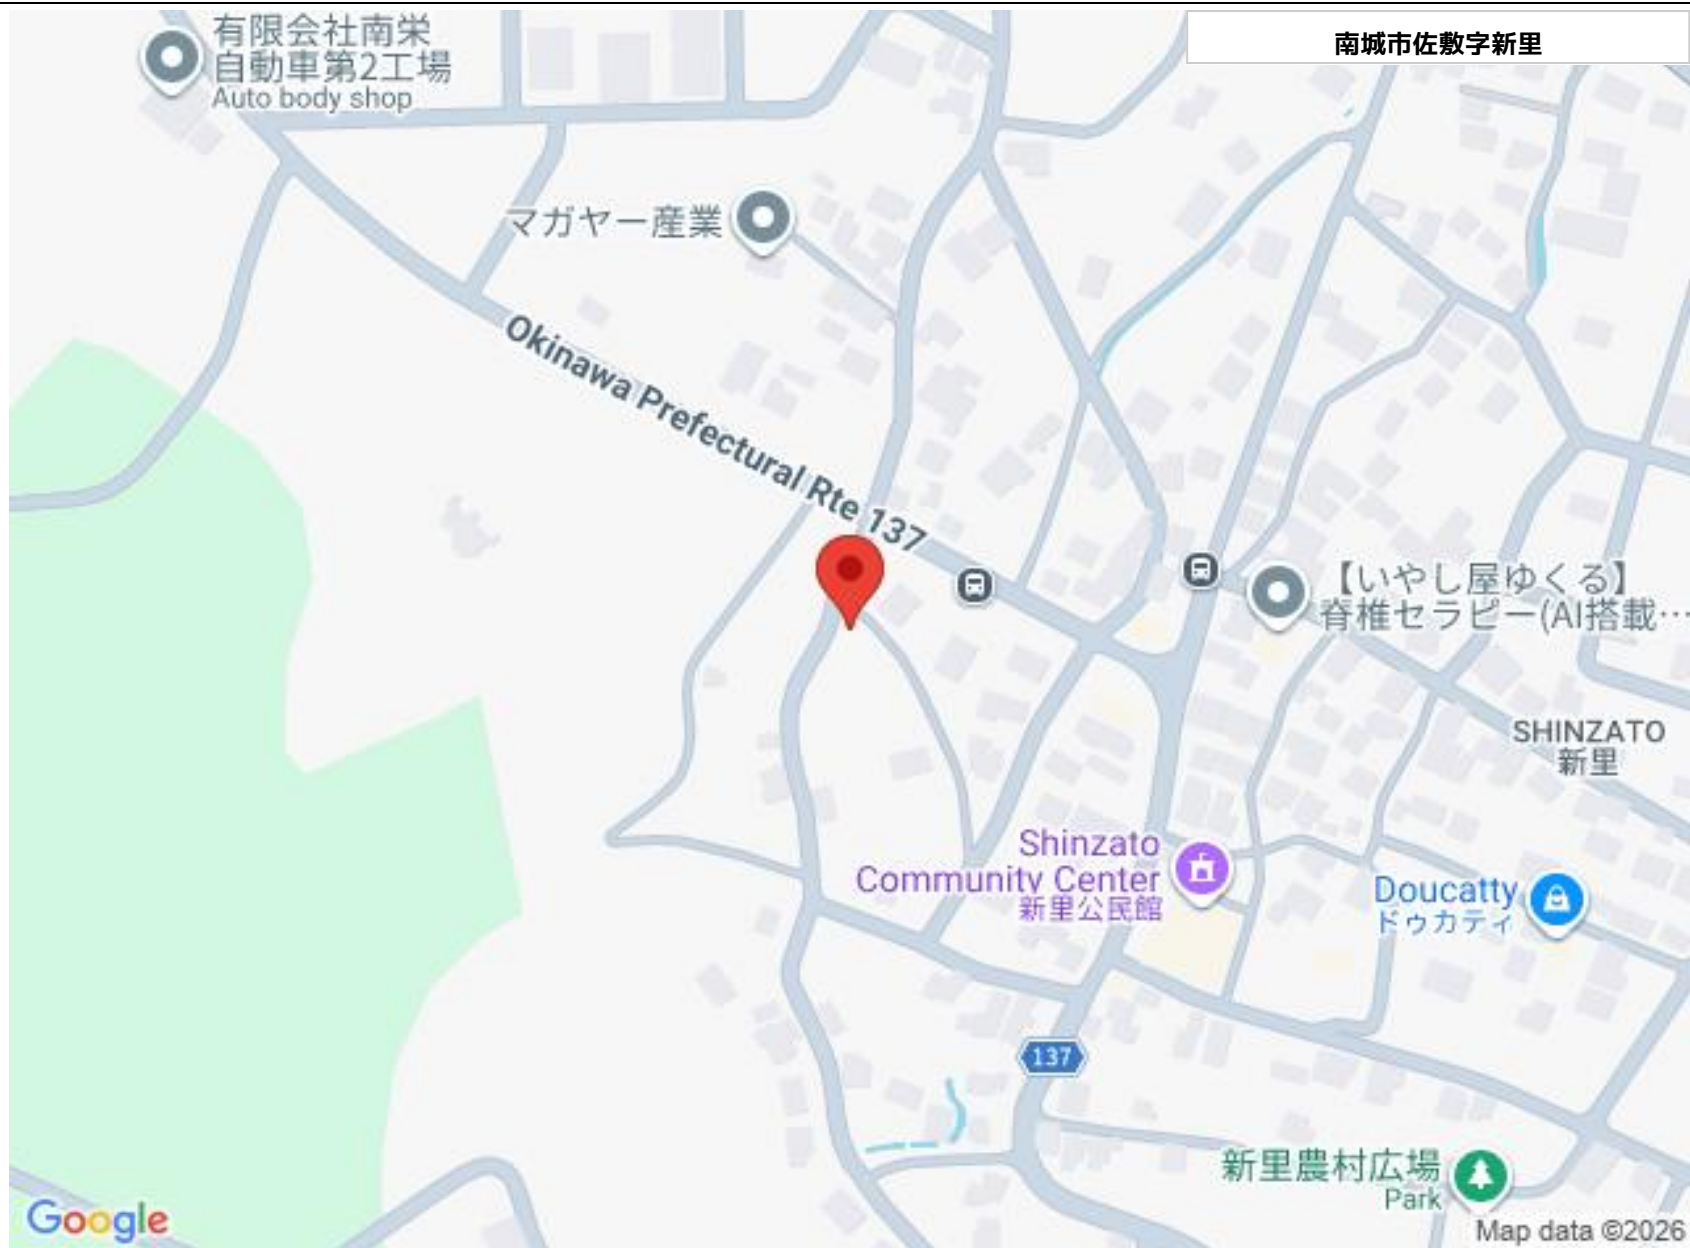 有限会社南栄
自動車第2工場
Auto body shop
南城市佐敷字新里
マガヤー産業
Okinawa Prefectural Rte 137
【いやし屋ゆくる】
脊椎セラピー(AI搭載…
SHINZATO
新里
Shinzato
Community Center
新里公民館
Doucatty
ドゥカティ
137
新里農村広場
Park
Google
Map data ©2026